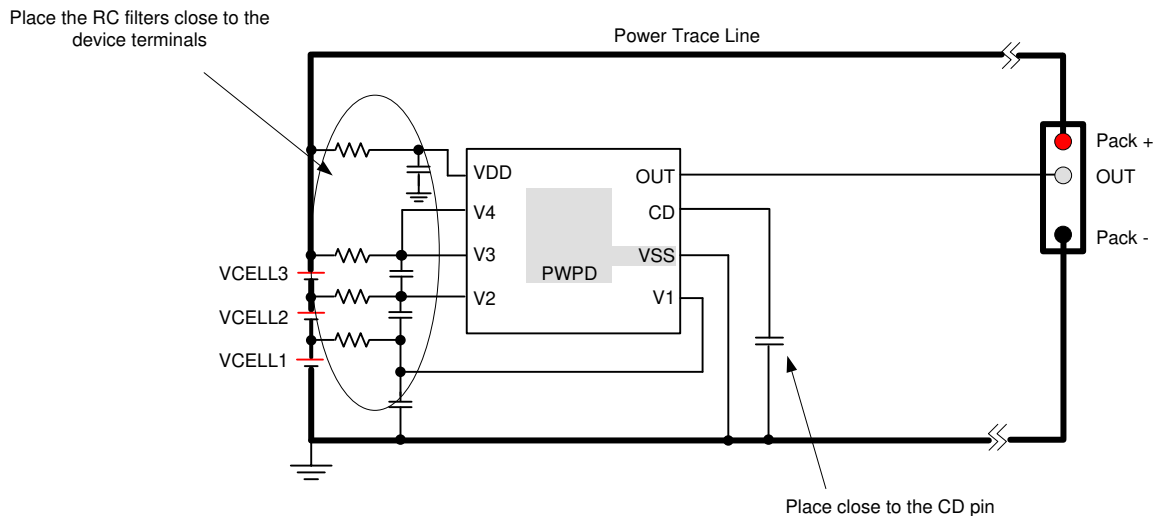 Place the RC filters close to the
device terminals
Power Trace Line
Pack +
OUT
Pack -
VDD
OUT
V4
CD
V3
VSS
PWPD
V2
V1
VCELL3
VCELL2
VCELL1
Place close to the CD pin